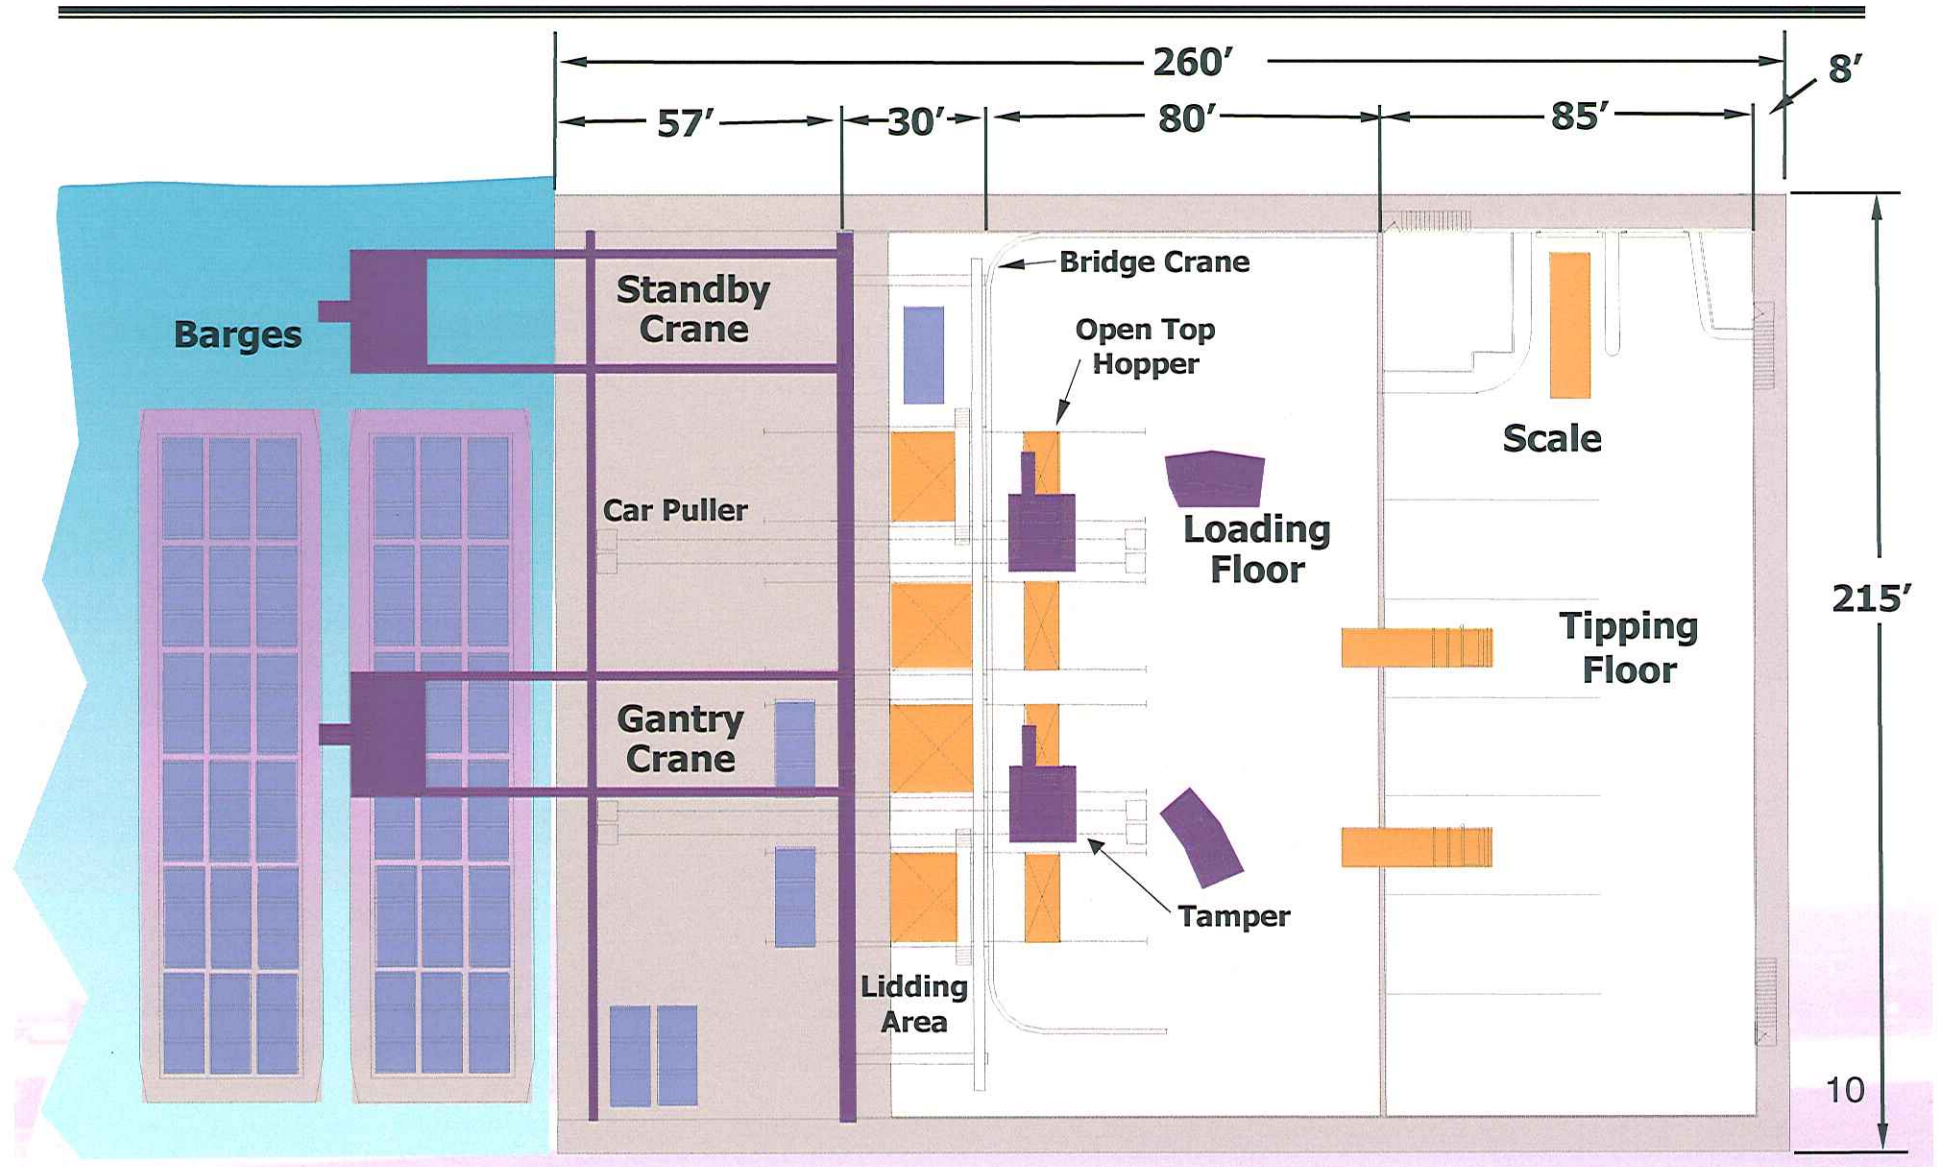 260’
8’
57’
30’
80’
85’
Bridge Crane
Standby
Crane
Barges
Open Top
Hopper
Scale
Car Puller
Loading
Floor
215’
Tipping
Floor
Gantry
Crane
Tamper
Lidding
Area
10